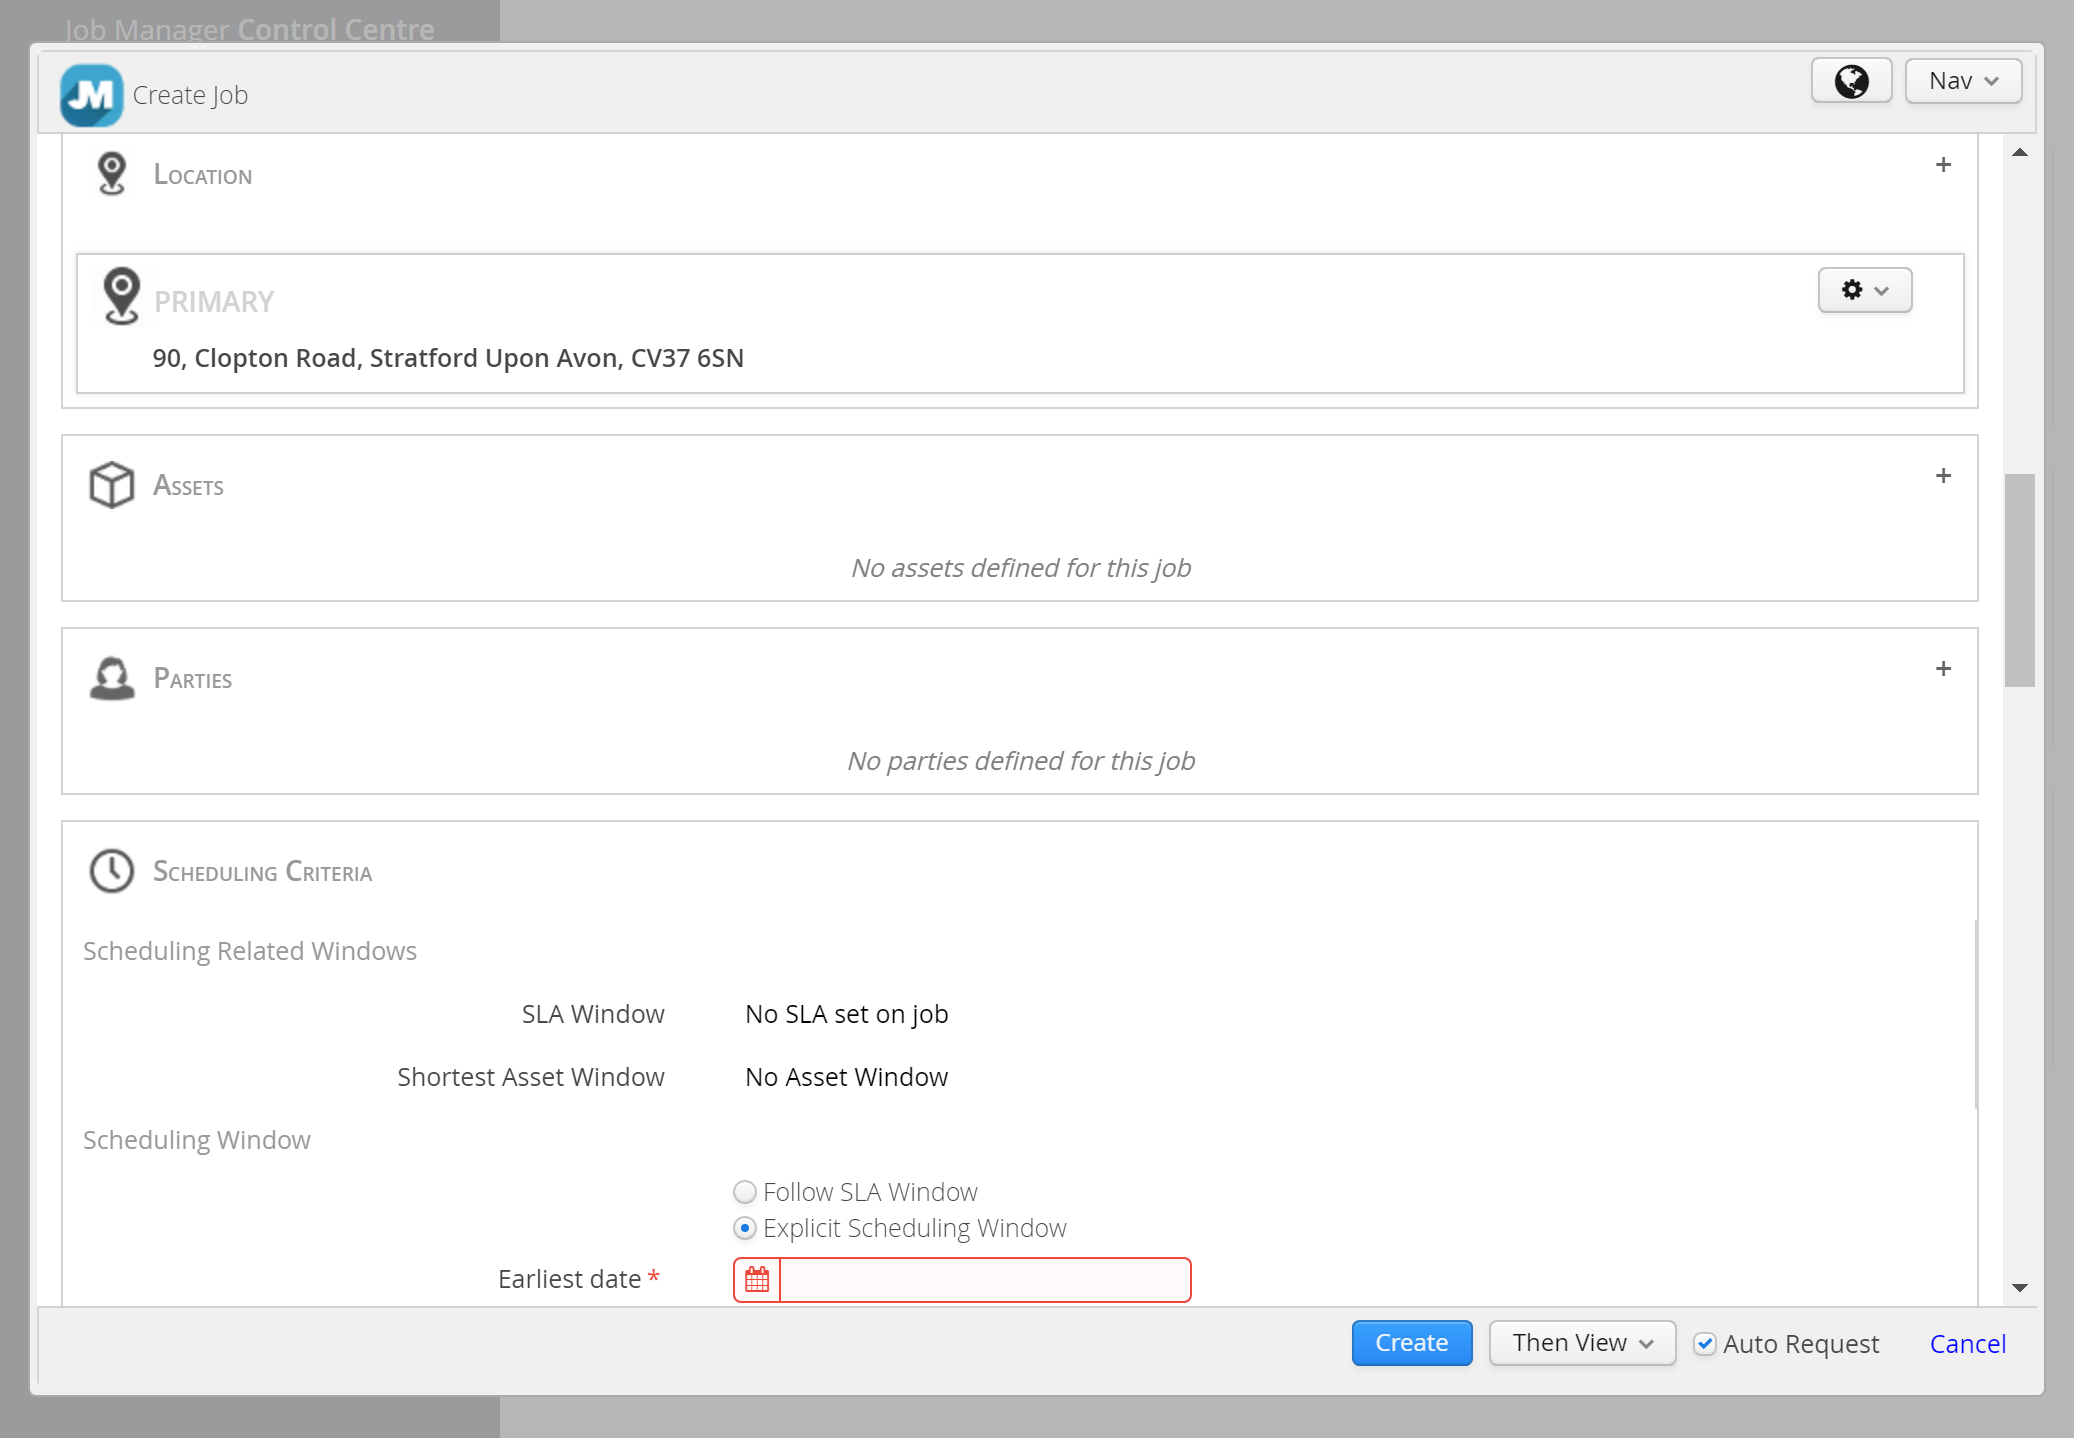 Job Manager Control Centre
JM Create Job
Nav
Location
+
PRIMARY
90, Clopton Road, Stratford Upon Avon, CV37 6SN
Assets
+
No assets defined for this job
Parties
+
No parties defined for this job
Scheduling Criteria
Scheduling Related Windows
SLA Window No SLA set on job
Shortest Asset Window No Asset Window
Scheduling Window
Follow SLA Window
Explicit Scheduling Window
Earliest date *
Create Then View Auto Request Cancel